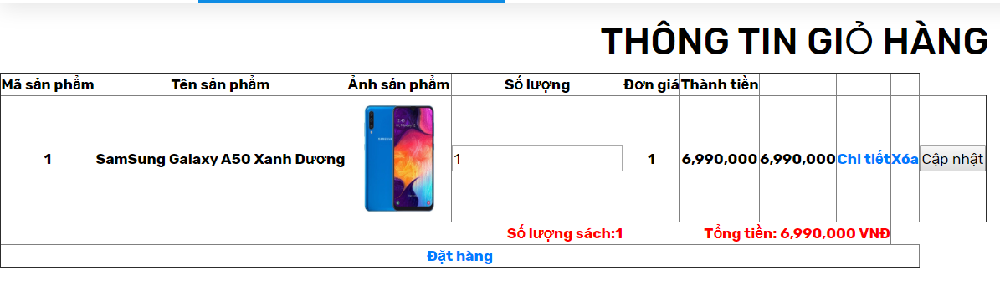 THÔNG TIN GIỎ HÀNG
Mã sản phẩm Tên sản phẩm Ảnh sản phẩm Số lượng Đơn giá Thành tiền
1 SamSung Galaxy A50 Xanh Dương SAMSUNG 1 1 6,990,000 6,990,000 Chi tiết Xóa Cập nhật
Số lượng sách:1 Tổng tiền: 6,990,000 VNĐ
Đặt hàng